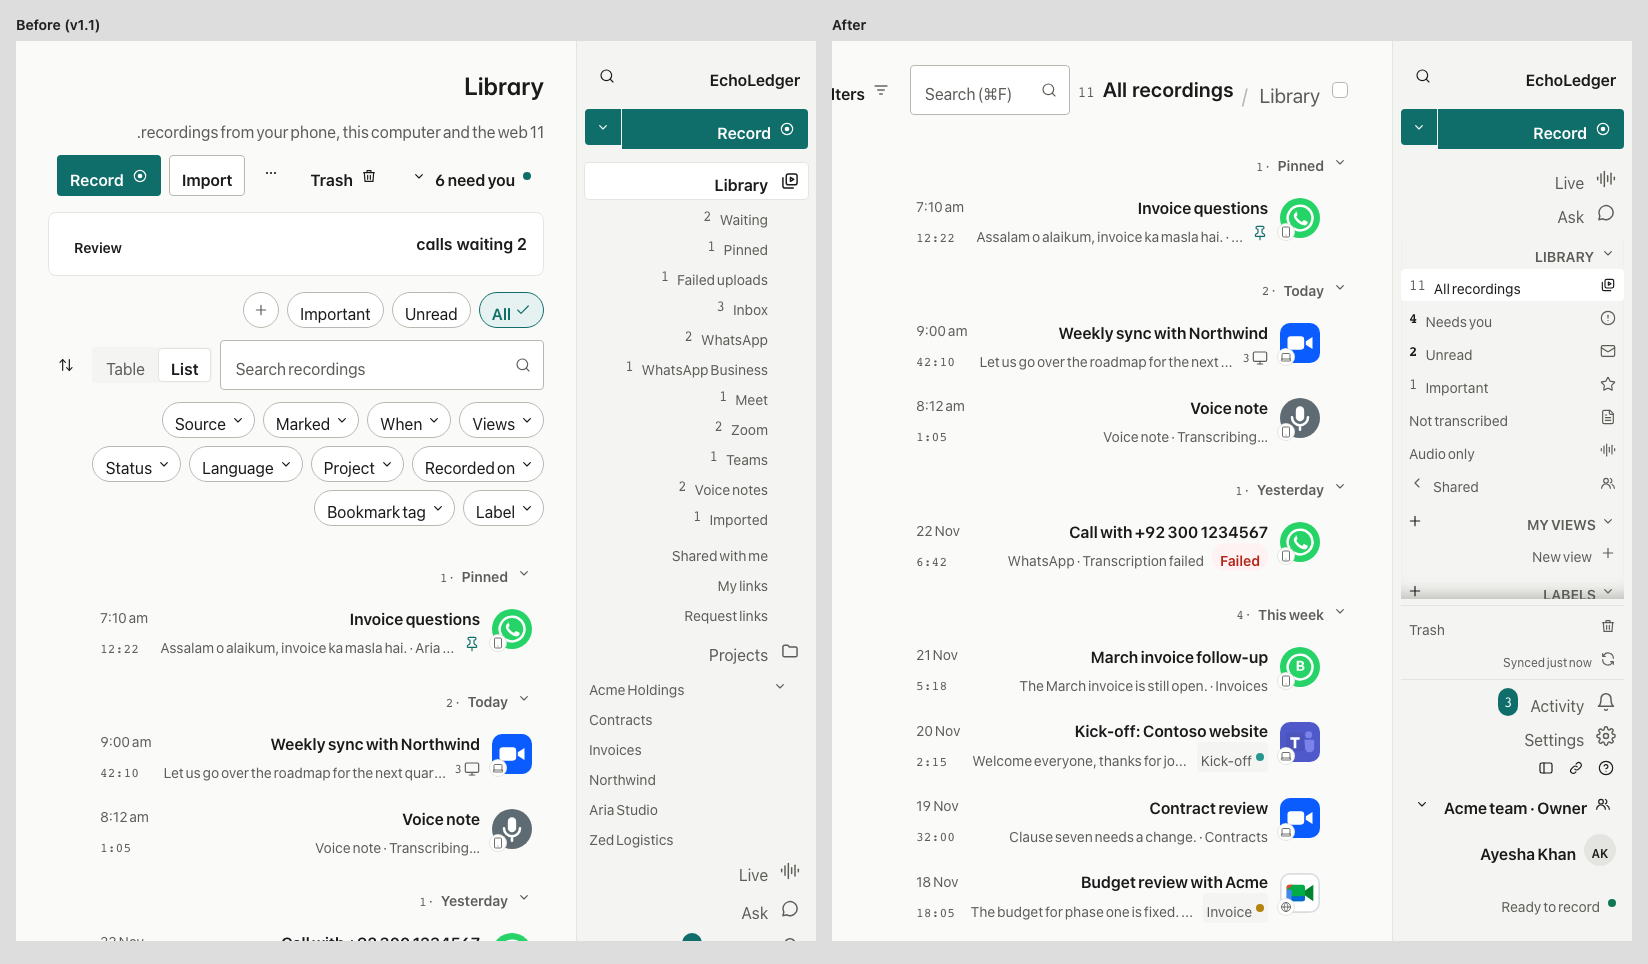 Before (v1.1)
EchoLedger
Record
Library
2 Waiting
1 Pinned
1 Failed uploads
3 Inbox
2 WhatsApp
1 WhatsApp Business
1 Meet
2 Zoom
1 Teams
2 Voice notes
1 Imported
Shared with me
My links
Request links
Projects
Acme Holdings
Contracts
Invoices
Northwind
Aria Studio
Zed Logistics
Live
Ask
Library
.recordings from your phone, this computer and the web 11
Record Import ... Trash 6 need you
Review calls waiting 2
Important Unread All
Table List Search recordings
Source Marked When Views
Status Language Project Recorded on
Bookmark tag Label
1 · Pinned
7:10 am Invoice questions
12:22 Assalam o alaikum, invoice ka masla hai. · Aria ...
2 · Today
9:00 am Weekly sync with Northwind
42:10 Let us go over the roadmap for the next quar... 3
8:12 am Voice note
1:05 Voice note · Transcribing...
1 · Yesterday
22 Nov Call with +92 300 1234567
After
EchoLedger
Record
Live
Ask
LIBRARY
11 All recordings
4 Needs you
2 Unread
1 Important
Not transcribed
Audio only
Shared
+ MY VIEWS
New view +
+ LABELS
Trash
Synced just now
3 Activity
Settings
Acme team · Owner
Ayesha Khan AK
Ready to record
lters Search (⌘F) 11 All recordings / Library
1 · Pinned
7:10 am Invoice questions
12:22 Assalam o alaikum, invoice ka masla hai. · ...
2 · Today
9:00 am Weekly sync with Northwind
42:10 Let us go over the roadmap for the next ... 3
8:12 am Voice note
1:05 Voice note · Transcribing...
1 · Yesterday
22 Nov Call with +92 300 1234567
6:42 WhatsApp · Transcription failed Failed
4 · This week
21 Nov March invoice follow-up
5:18 The March invoice is still open. · Invoices
B
20 Nov Kick-off: Contoso website
2:15 Welcome everyone, thanks for jo... Kick-off
T
19 Nov Contract review
32:00 Clause seven needs a change. · Contracts
18 Nov Budget review with Acme
18:05 The budget for phase one is fixed. ... Invoice